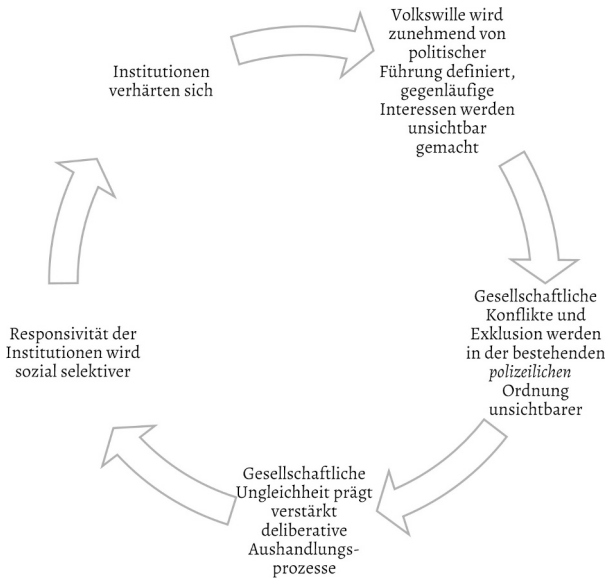 Volkswille wird
zunehmend von
politischer
Führung definiert,
gegenläufige
Interessen werden
unsichtbar
gemacht
Gesellschaftliche
Konflikte und
Exklusion werden
in der bestehenden
polizeilichen
Ordnung
unsichtbarer
Gesellschaftliche
Ungleichheit prägt
verstärkt
deliberative
Aushandlungs-
prozesse
Responsivität der
Institutionen wird
sozial selektiver
Institutionen
verhärten sich